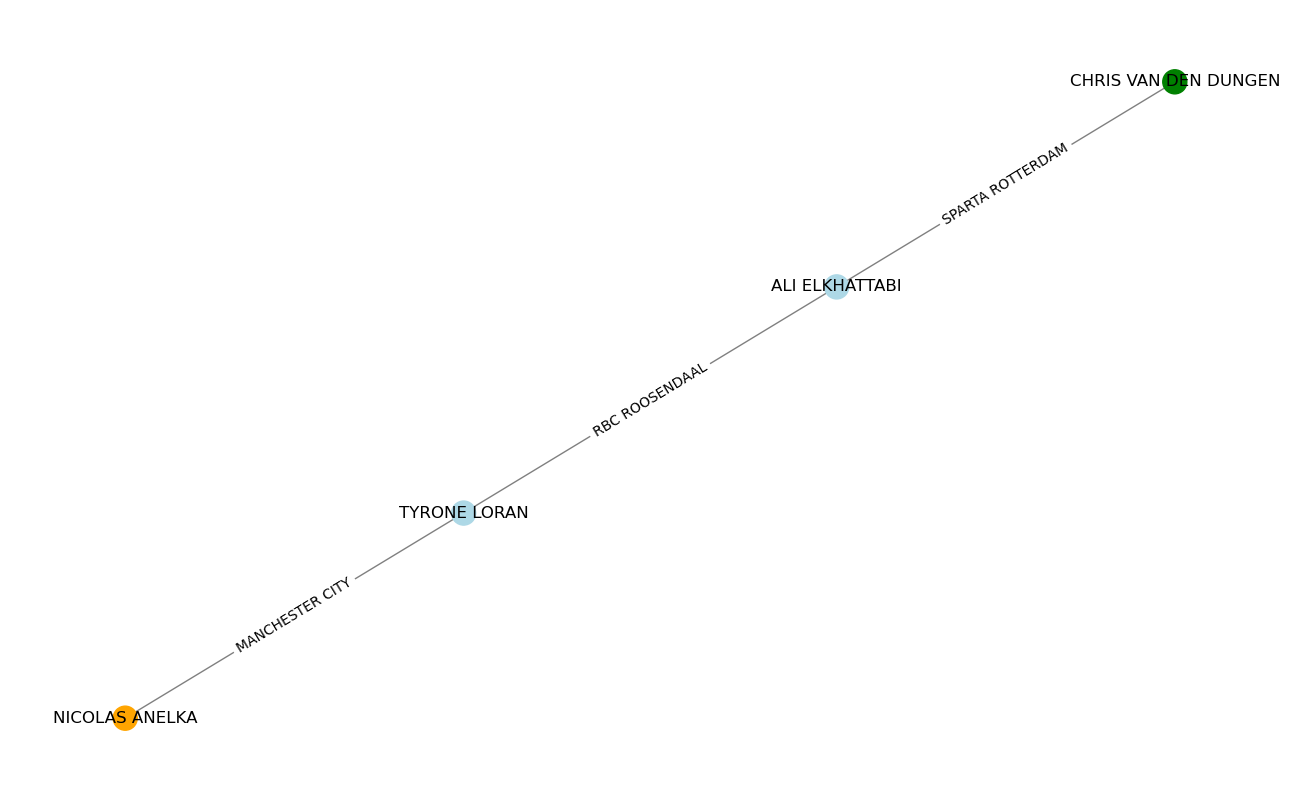 CHRIS VAN DEN DUNGEN
SPARTA ROTTERDAM
ALI ELKHATTABI
RBC ROOSENDAAL
TYRONE LORAN
MANCHESTER CITY
NICOLAS ANELKA